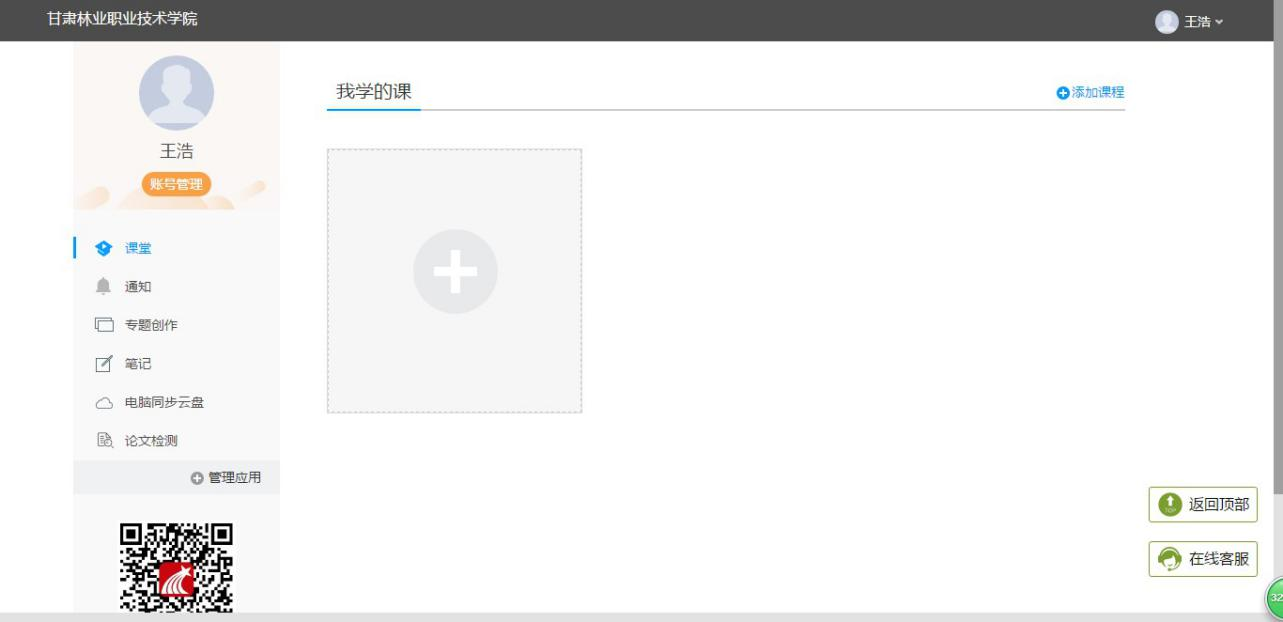 甘肃林业职业技术学院
王浩
王浩
账号管理
我学的课
添加课程
课堂
通知
专题创作
笔记
电脑同步云盘
论文检测
管理应用
TOP
返回顶部
在线客服
32